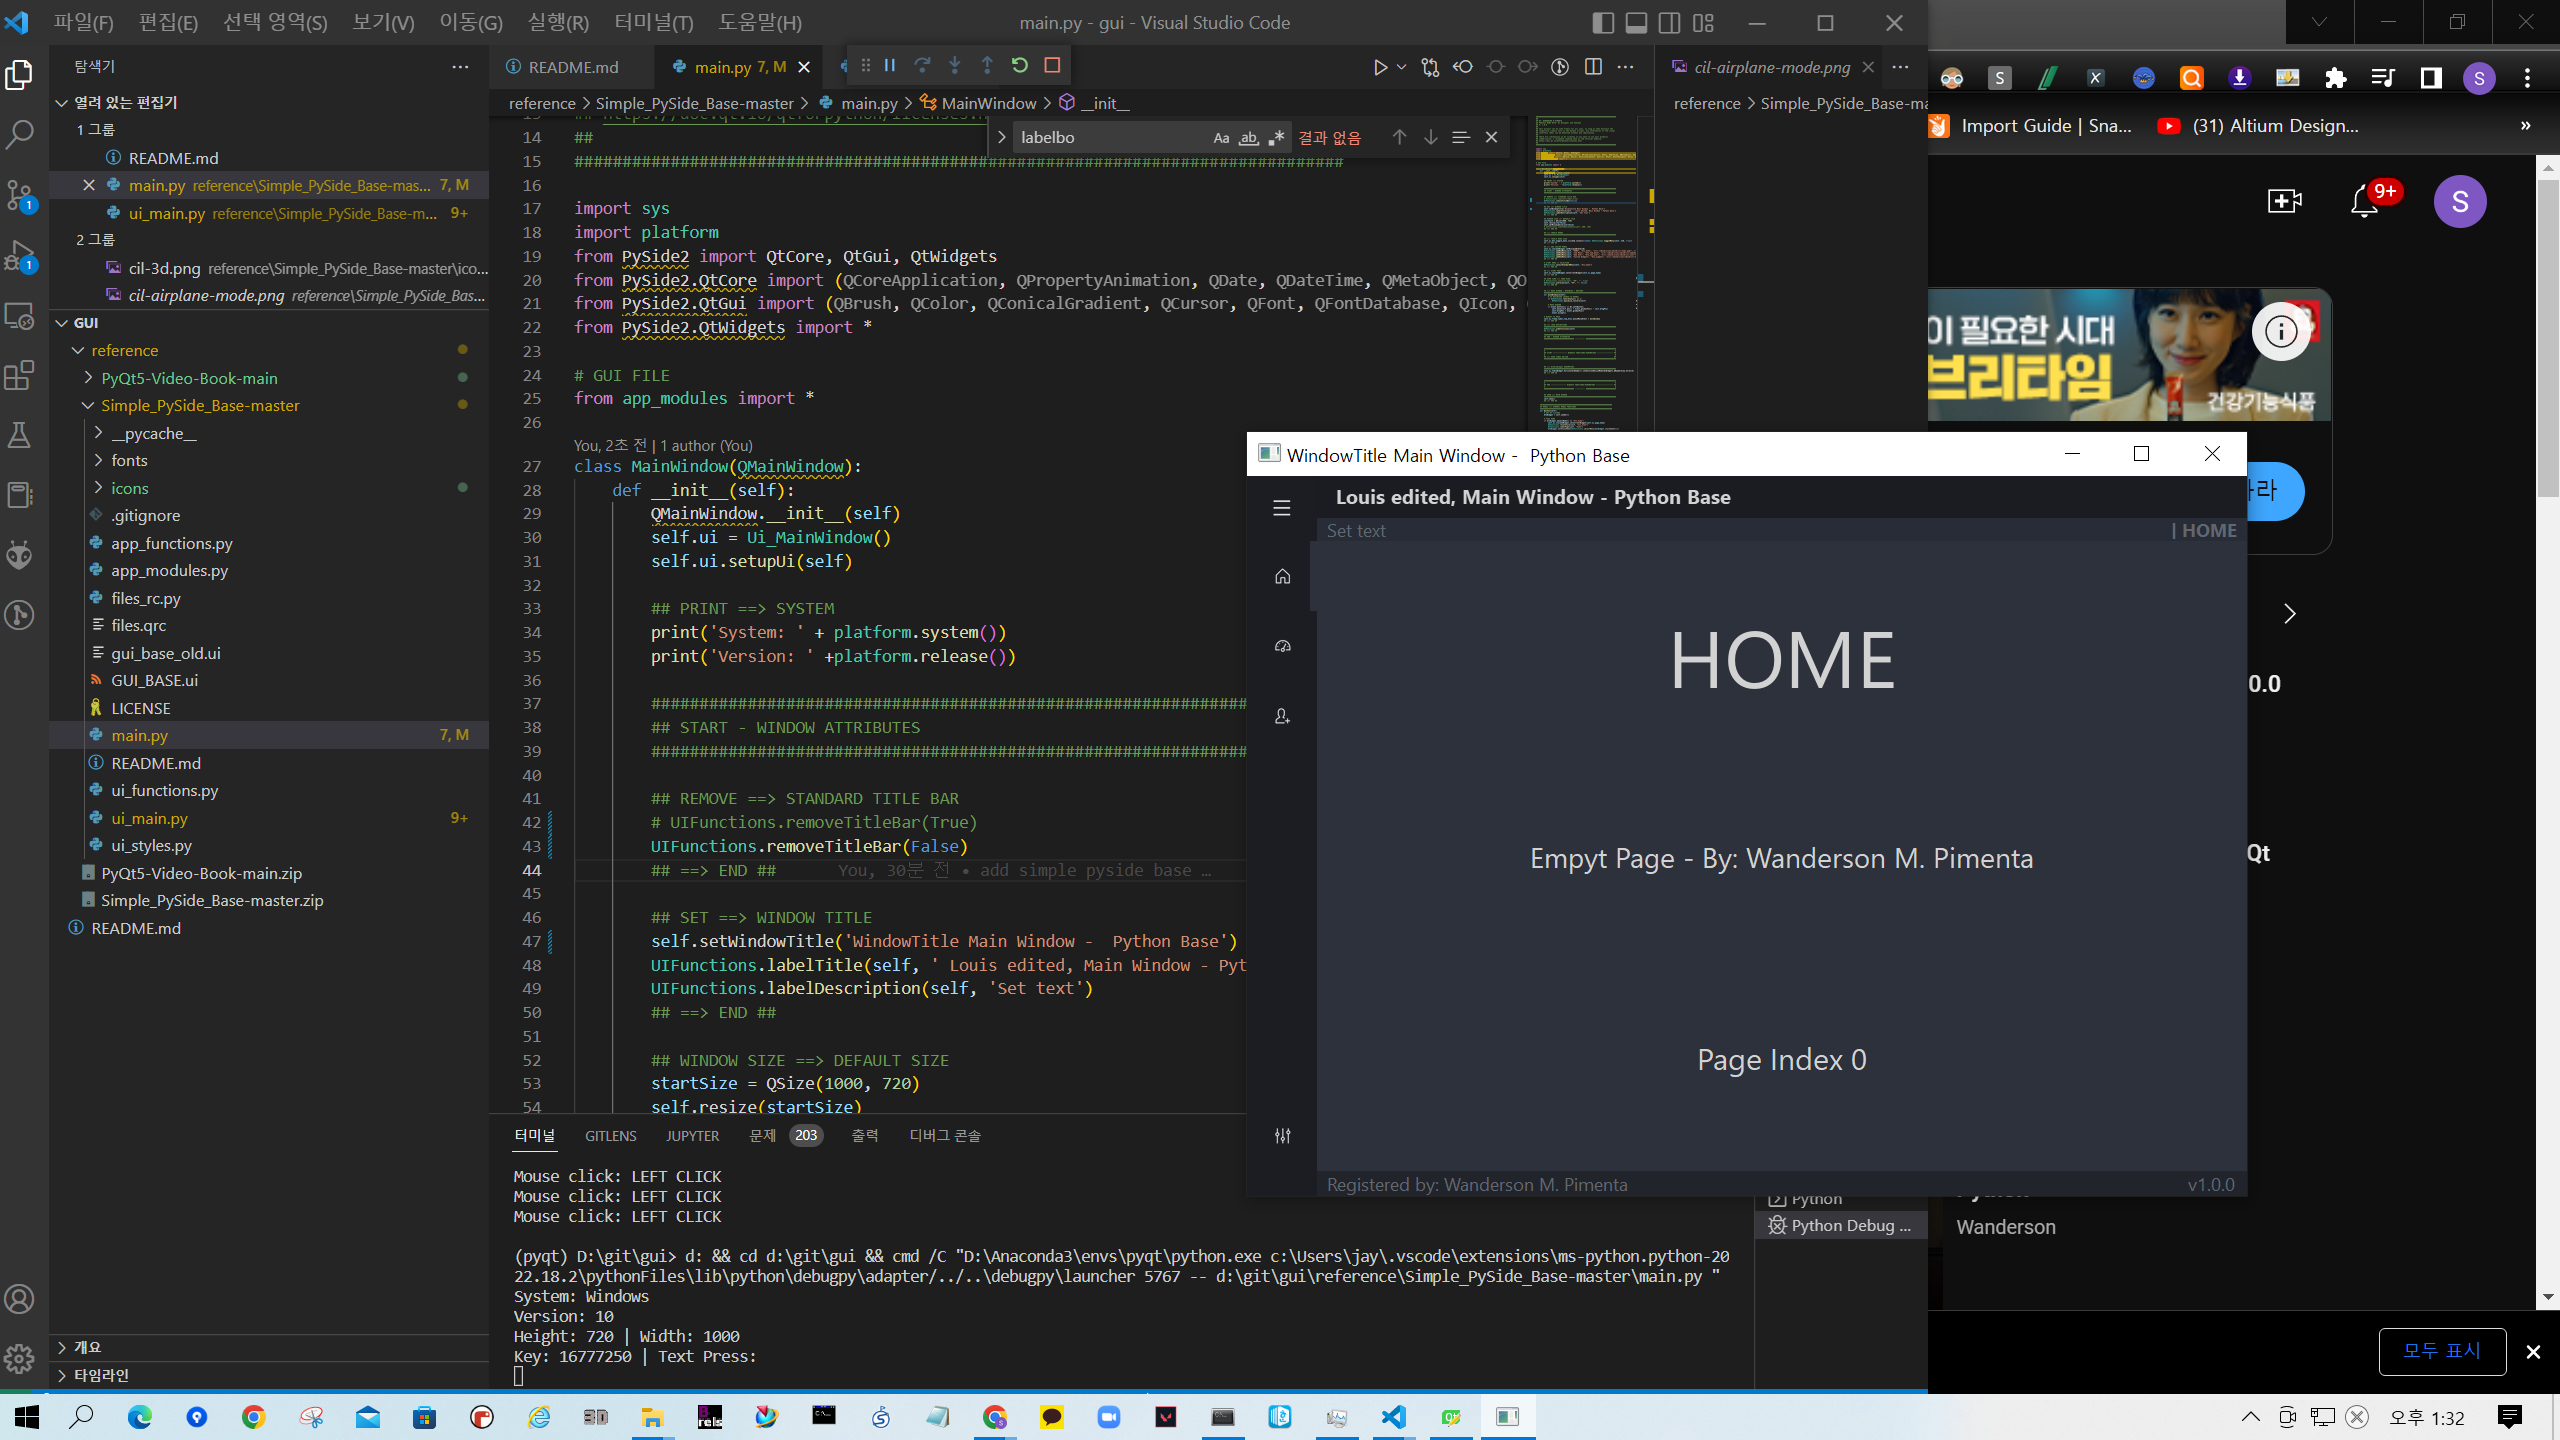 파일(F) 편집(E) 선택 영역(S) 보기(V) 이동(G) 실행(R) 터미널(T) 도움말(H)
main.py - gui - Visual Studio Code
탐색기
열려 있는 편집기
1 그룹
README.md
main.py reference\Simple_PySide_Base-mas... 7, M
ui_main.py reference\Simple_PySide_Base-m... 9+
2 그룹
cil-3d.png reference\Simple_PySide_Base-master\ico...
cil-airplane-mode.png reference\Simple_PySide_Bas...
GUI
reference
PyQt5-Video-Book-main
Simple_PySide_Base-master
__pycache__
fonts
icons
.gitignore
app_functions.py
app_modules.py
files_rc.py
files.qrc
gui_base_old.ui
GUI_BASE.ui
LICENSE
main.py 7, M
README.md
ui_functions.py
ui_main.py 9+
ui_styles.py
PyQt5-Video-Book-main.zip
Simple_PySide_Base-master.zip
README.md
개요
타임라인
README.md
main.py 7, M
reference > Simple_PySide_Base-master > main.py > MainWindow > __init__
labelbo
결과 없음
14 ##
15 ################################################################################
16
17 import sys
18 import platform
19 from PySide2 import QtCore, QtGui, QtWidgets
20 from PySide2.QtCore import (QCoreApplication, QPropertyAnimation, QDate, QDateTime, QMetaObject, QO
21 from PySide2.QtGui import (QBrush, QColor, QConicalGradient, QCursor, QFont, QFontDatabase, QIcon,
22 from PySide2.QtWidgets import *
23
24 # GUI FILE
25 from app_modules import *
26
You, 2초 전 | 1 author (You)
27 class MainWindow(QMainWindow):
28 def __init__(self):
29 QMainWindow.__init__(self)
30 self.ui = Ui_MainWindow()
31 self.ui.setupUi(self)
32
33 ## PRINT ==> SYSTEM
34 print('System: ' + platform.system())
35 print('Version: ' +platform.release())
36
37 ##############################################################
38 ## START - WINDOW ATTRIBUTES
39 ##############################################################
40
41 ## REMOVE ==> STANDARD TITLE BAR
42 # UIFunctions.removeTitleBar(True)
43 UIFunctions.removeTitleBar(False)
44 ## ==> END ## You, 30분 전 • add simple pyside base …
45
46 ## SET ==> WINDOW TITLE
47 self.setWindowTitle('WindowTitle Main Window -  Python Base')
48 UIFunctions.labelTitle(self, ' Louis edited, Main Window - Pyt
49 UIFunctions.labelDescription(self, 'Set text')
50 ## ==> END ##
51
52 ## WINDOW SIZE ==> DEFAULT SIZE
53 startSize = QSize(1000, 720)
54 self.resize(startSize)
터미널 GITLENS JUPYTER 문제 203 출력 디버그 콘솔
Mouse click: LEFT CLICK
Mouse click: LEFT CLICK
Mouse click: LEFT CLICK
(pyqt) D:\git\gui> d: && cd d:\git\gui && cmd /C "D:\Anaconda3\envs\pyqt\python.exe c:\Users\jay\.vscode\extensions\ms-python.python-20
22.18.2\pythonFiles\lib\python\debugpy\adapter/../..\debugpy\launcher 5767 -- d:\git\gui\reference\Simple_PySide_Base-master\main.py "
System: Windows
Version: 10
Height: 720 | Width: 1000
Key: 16777250 | Text Press:
Python
Python Debug ...
cil-airplane-mode.png
reference > Simple_PySide_Base-ma
WindowTitle Main Window -  Python Base
Louis edited, Main Window - Python Base
Set text
| HOME
HOME
Empyt Page - By: Wanderson M. Pimenta
Page Index 0
Registered by: Wanderson M. Pimenta
v1.0.0
Import Guide | Sna...
(31) Altium Design...
»
S
9+
S
이 필요한 시대
브리타임
건강기능식품
라
0.0
Qt
Wanderson
모두 표시
오후 1:32